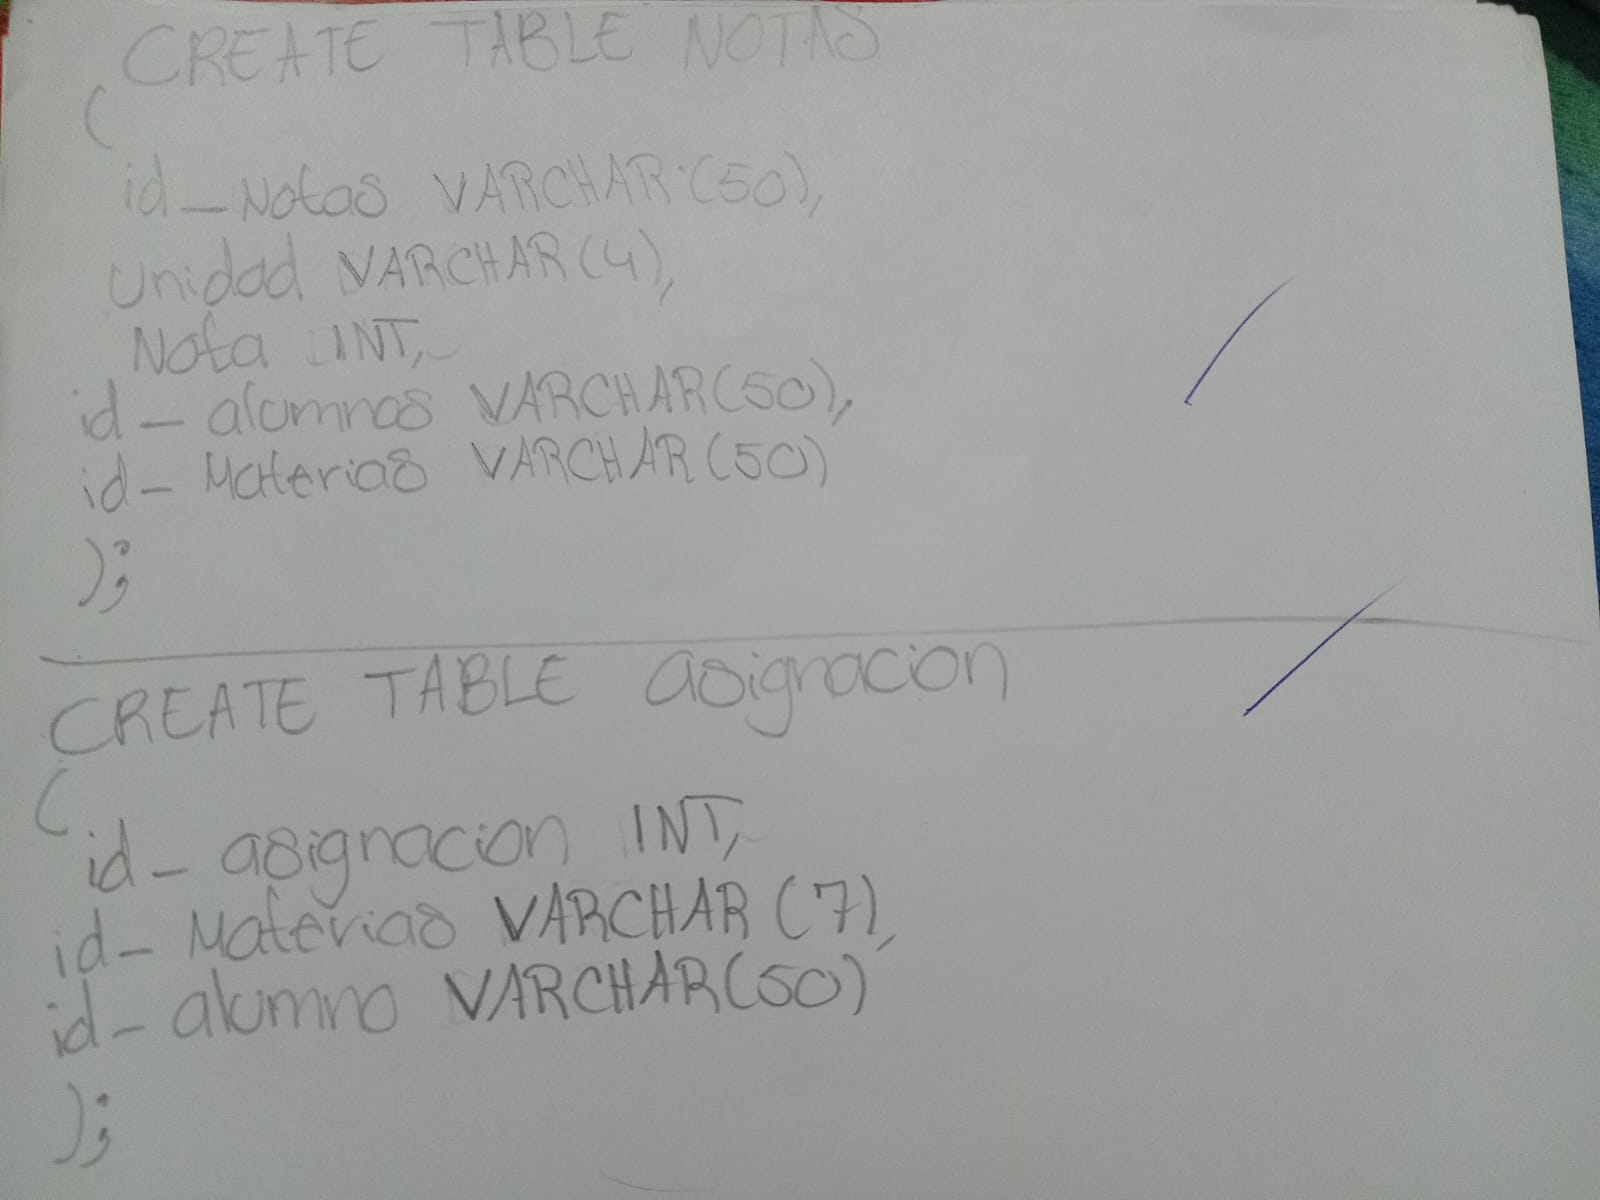 CREATE TABLE NOTAS
(
id_Notas VARCHAR(50),
Unidad VARCHAR(4),
Nota INT,
id_alumnos VARCHAR(50),
id_Materias VARCHAR(50)
);
CREATE TABLE asignacion
(
id_asignacion INT,
id_Materias VARCHAR(7),
id_alumno VARCHAR(50)
);